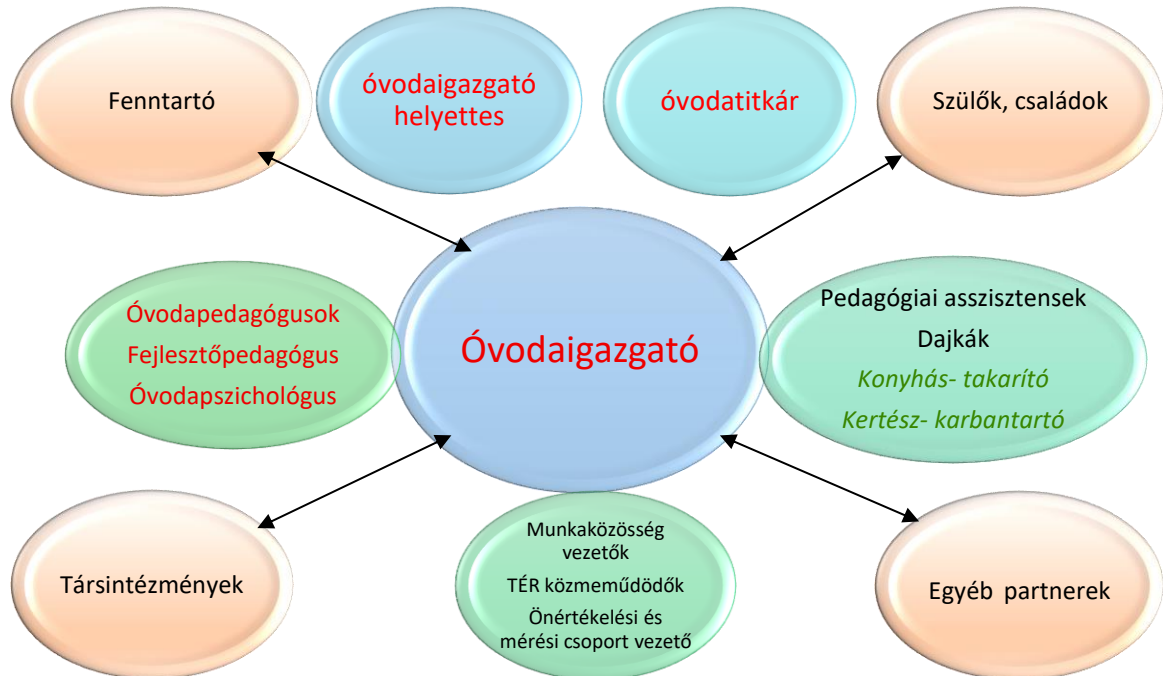 Fenntartó
óvodaigazgató
helyettes
óvodatitkár
Szülők, családok
Óvodapedagógusok
Fejlesztőpedagógus
Óvodapszichológus
Óvodaigazgató
Pedagógiai asszisztensek
Dajkák
Konyhás- takarító
Kertész- karbantartó
Társintézmények
Munkaközösség
vezetők
TÉR közmeműdödők
Önértékelési és
mérési csoport vezető
Egyéb partnerek